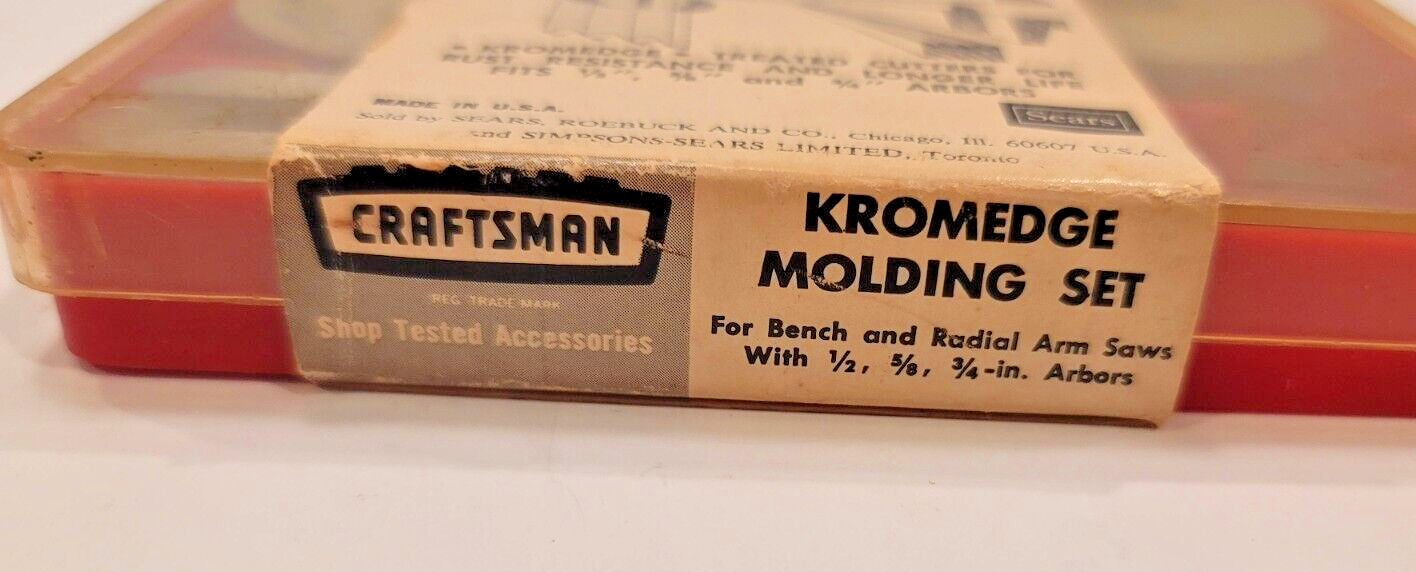 ★ KROMEDGE ★ TREATED CUTTERS FOR
RUST RESISTANCE AND LONGER LIFE
FITS ½", ⅝" and ¾" ARBORS
MADE IN U.S.A.
Sold by SEARS, ROEBUCK AND CO., Chicago, Ill. 60607 U.S.A.
and SIMPSONS-SEARS LIMITED, Toronto
Sears
CRAFTSMAN
REG. TRADE MARK
Shop Tested Accessories
KROMEDGE
MOLDING SET
For Bench and Radial Arm Saws
With ½, ⅝, ¾-in. Arbors